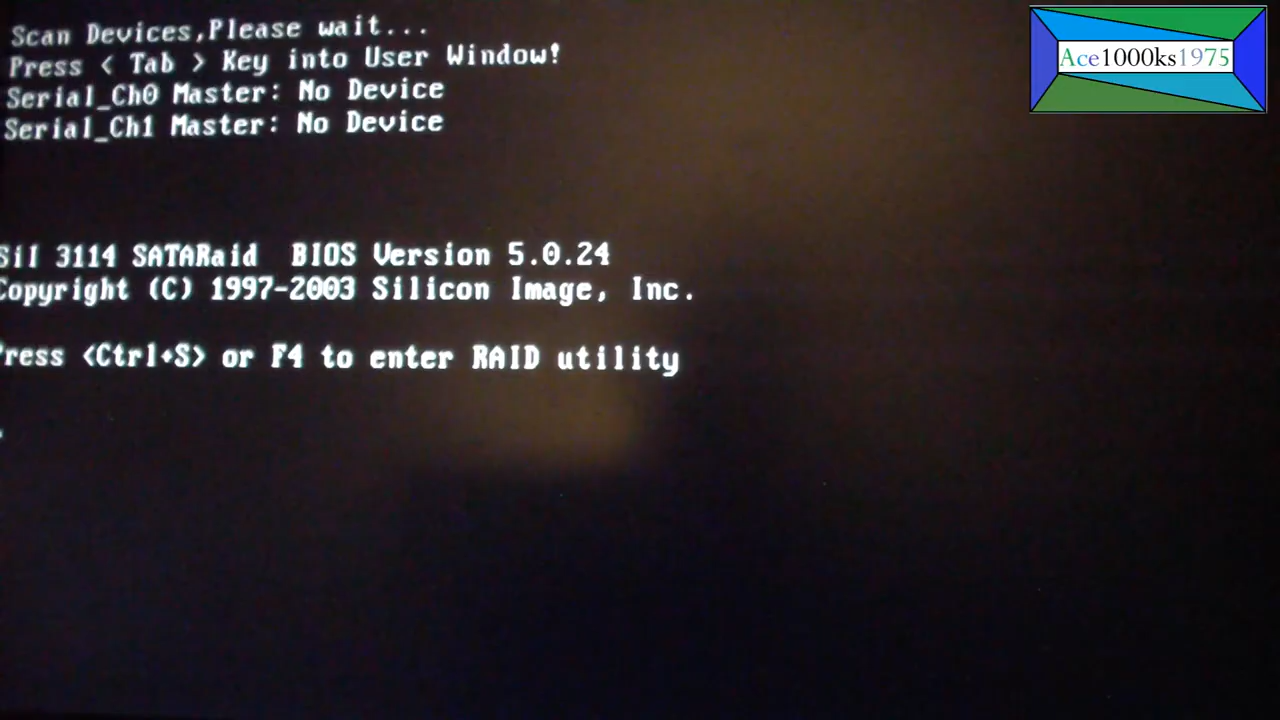 Scan Devices,Please wait...
Press < Tab > Key into User Window!
Serial_Ch0 Master: No Device
Serial_Ch1 Master: No Device
Ace1000ks1975
SiI 3114 SATARaid BIOS Version 5.0.24
Copyright (C) 1997-2003 Silicon Image, Inc.
Press <Ctrl+S> or F4 to enter RAID utility